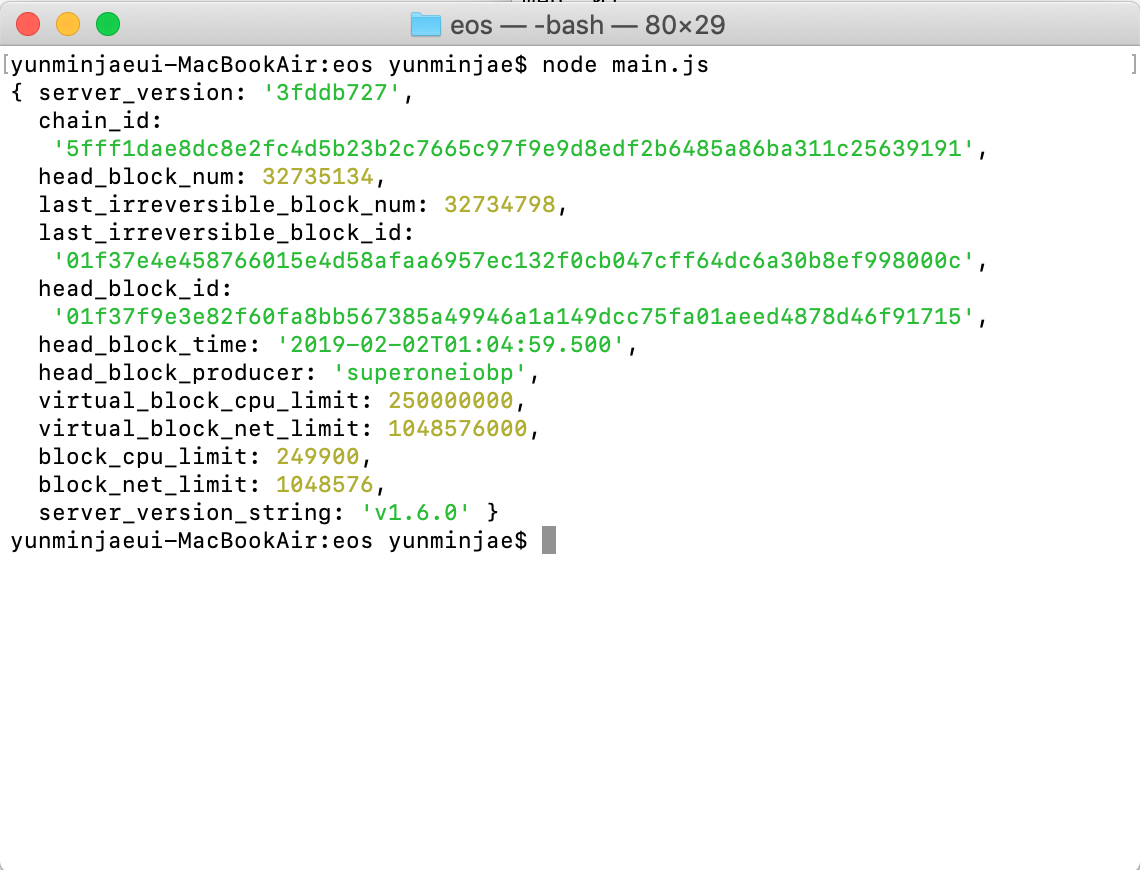 eos — -bash — 80×29
[yunminjaeui-MacBookAir:eos yunminjae$ node main.js ]
{ server_version: '3fddb727',
  chain_id:
   '5fff1dae8dc8e2fc4d5b23b2c7665c97f9e9d8edf2b6485a86ba311c25639191',
  head_block_num: 32735134,
  last_irreversible_block_num: 32734798,
  last_irreversible_block_id:
   '01f37e4e458766015e4d58afaa6957ec132f0cb047cff64dc6a30b8ef998000c',
  head_block_id:
   '01f37f9e3e82f60fa8bb567385a49946a1a149dcc75fa01aeed4878d46f91715',
  head_block_time: '2019-02-02T01:04:59.500',
  head_block_producer: 'superoneiobp',
  virtual_block_cpu_limit: 250000000,
  virtual_block_net_limit: 1048576000,
  block_cpu_limit: 249900,
  block_net_limit: 1048576,
  server_version_string: 'v1.6.0' }
yunminjaeui-MacBookAir:eos yunminjae$